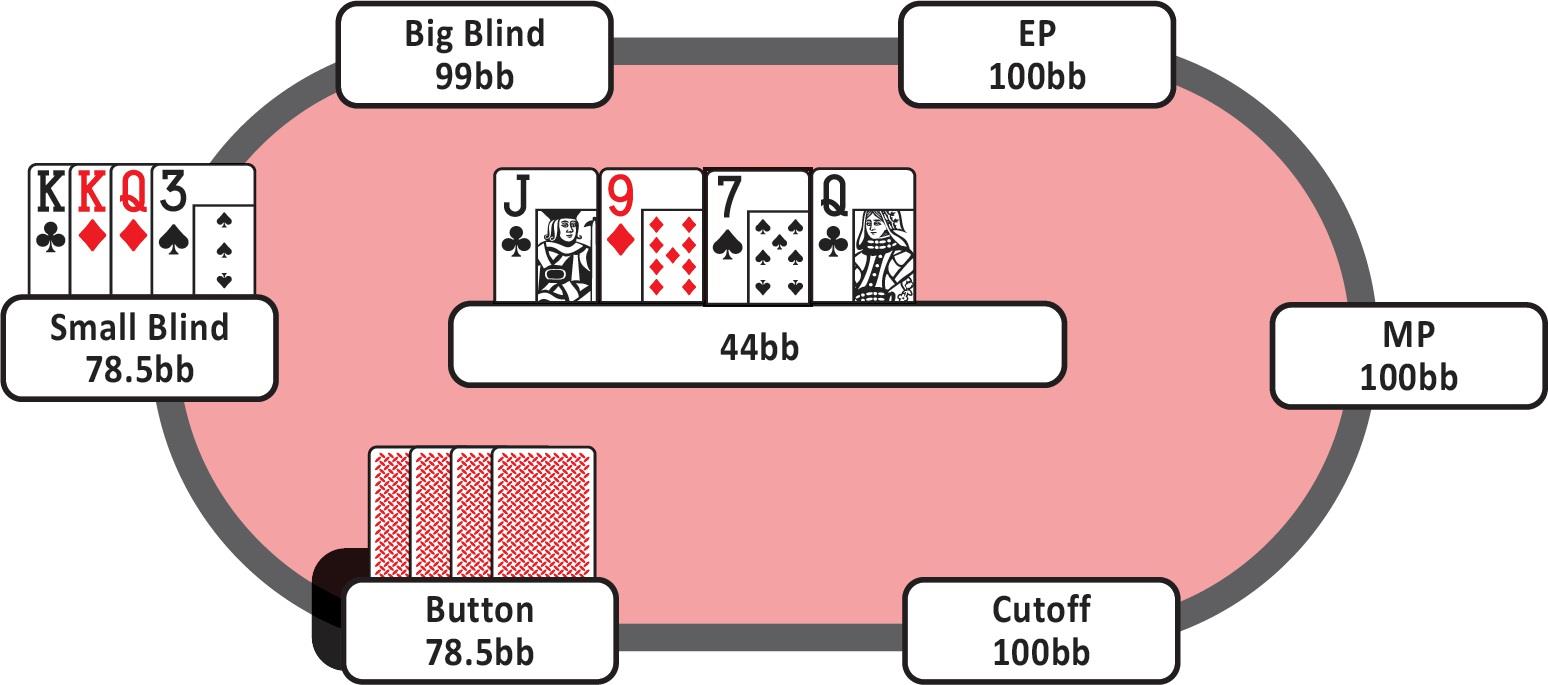 Big Blind
99bb
EP
100bb
K K Q 3
J 9 7 Q
Small Blind
78.5bb
44bb
MP
100bb
Button
78.5bb
Cutoff
100bb